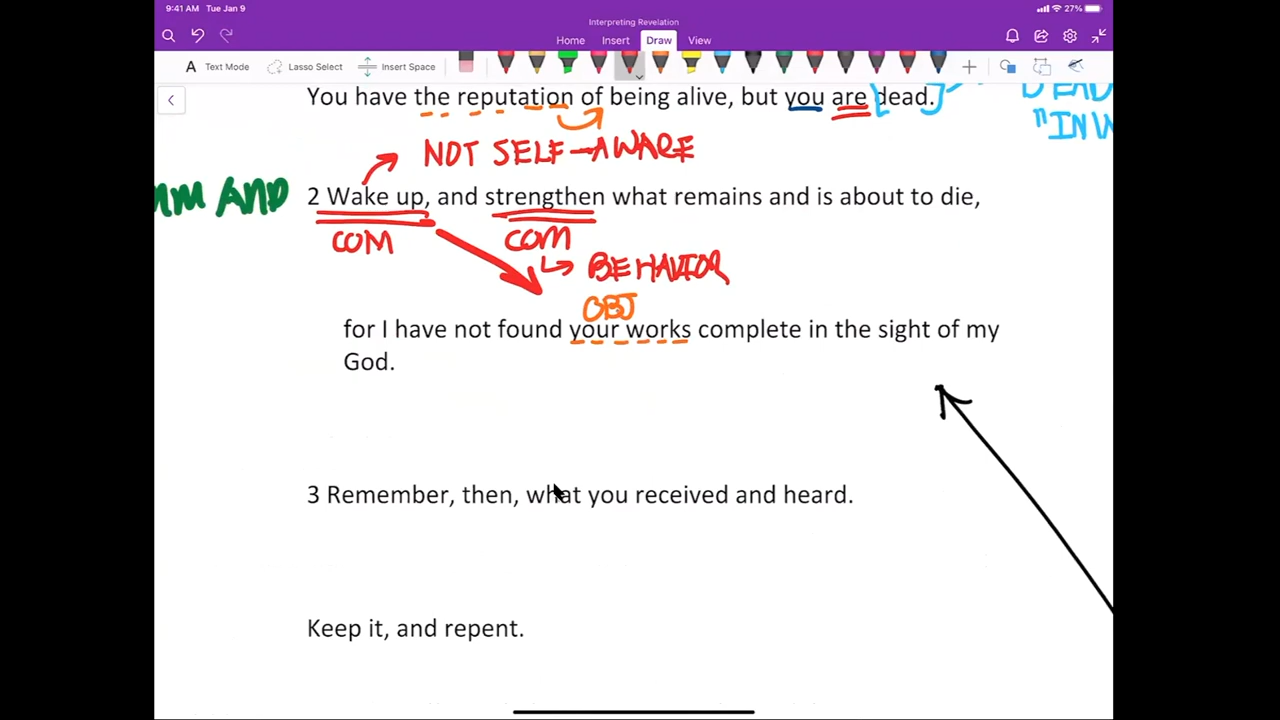 9:41 AM Tue Jan 9
27%
Interpreting Revelation
Home Insert Draw View
Text Mode Lasso Select Insert Space
You have the reputation of being alive, but you are dead.
"IN
NOT SELF-AWARE
2 Wake up, and strengthen what remains and is about to die,
COM COM
BEHAVIOR
OBJ
for I have not found your works complete in the sight of my
God.
3 Remember, then, what you received and heard.
Keep it, and repent.